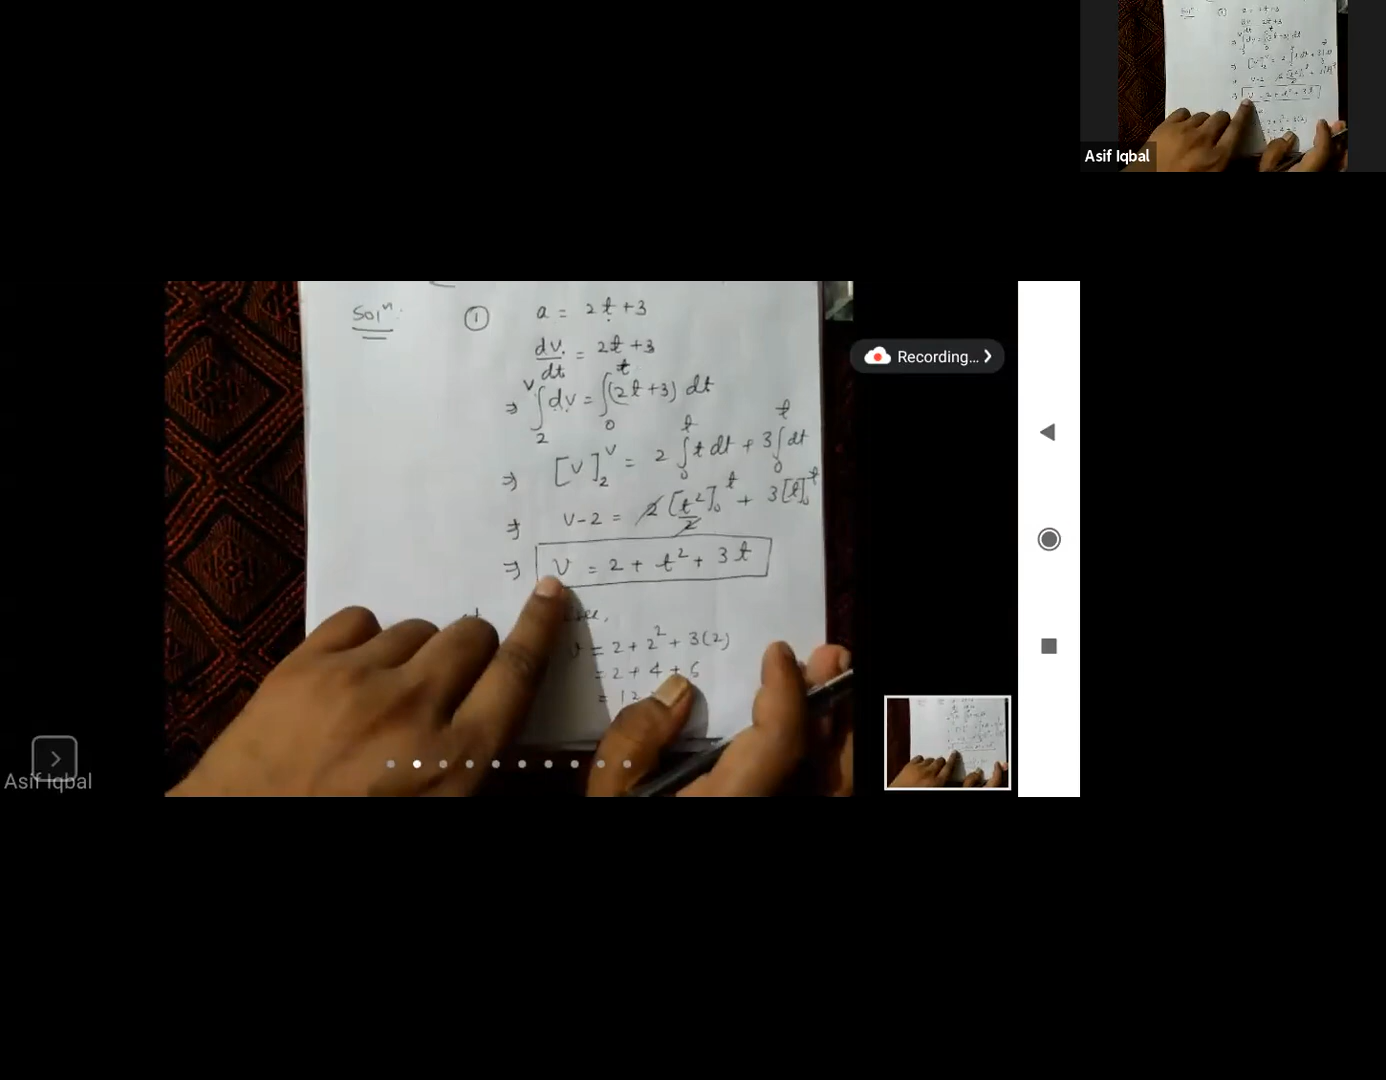 Solⁿ. ① a = 2t + 3
dv/dt = 2t + 3
⇒ ∫₂ᵛ dv = ∫₀ᵗ (2t + 3) dt
⇒ [v]₂ᵛ = 2 ∫₀ᵗ t dt + 3 ∫₀ᵗ dt
⇒ v - 2 = 2 [t²/2]₀ᵗ + 3[t]₀ᵗ
⇒ v = 2 + t² + 3t
v = 2 + 2² + 3(2)
= 2 + 4 + 6
= 12
Recording...
Asif Iqbal
Asif Iqbal